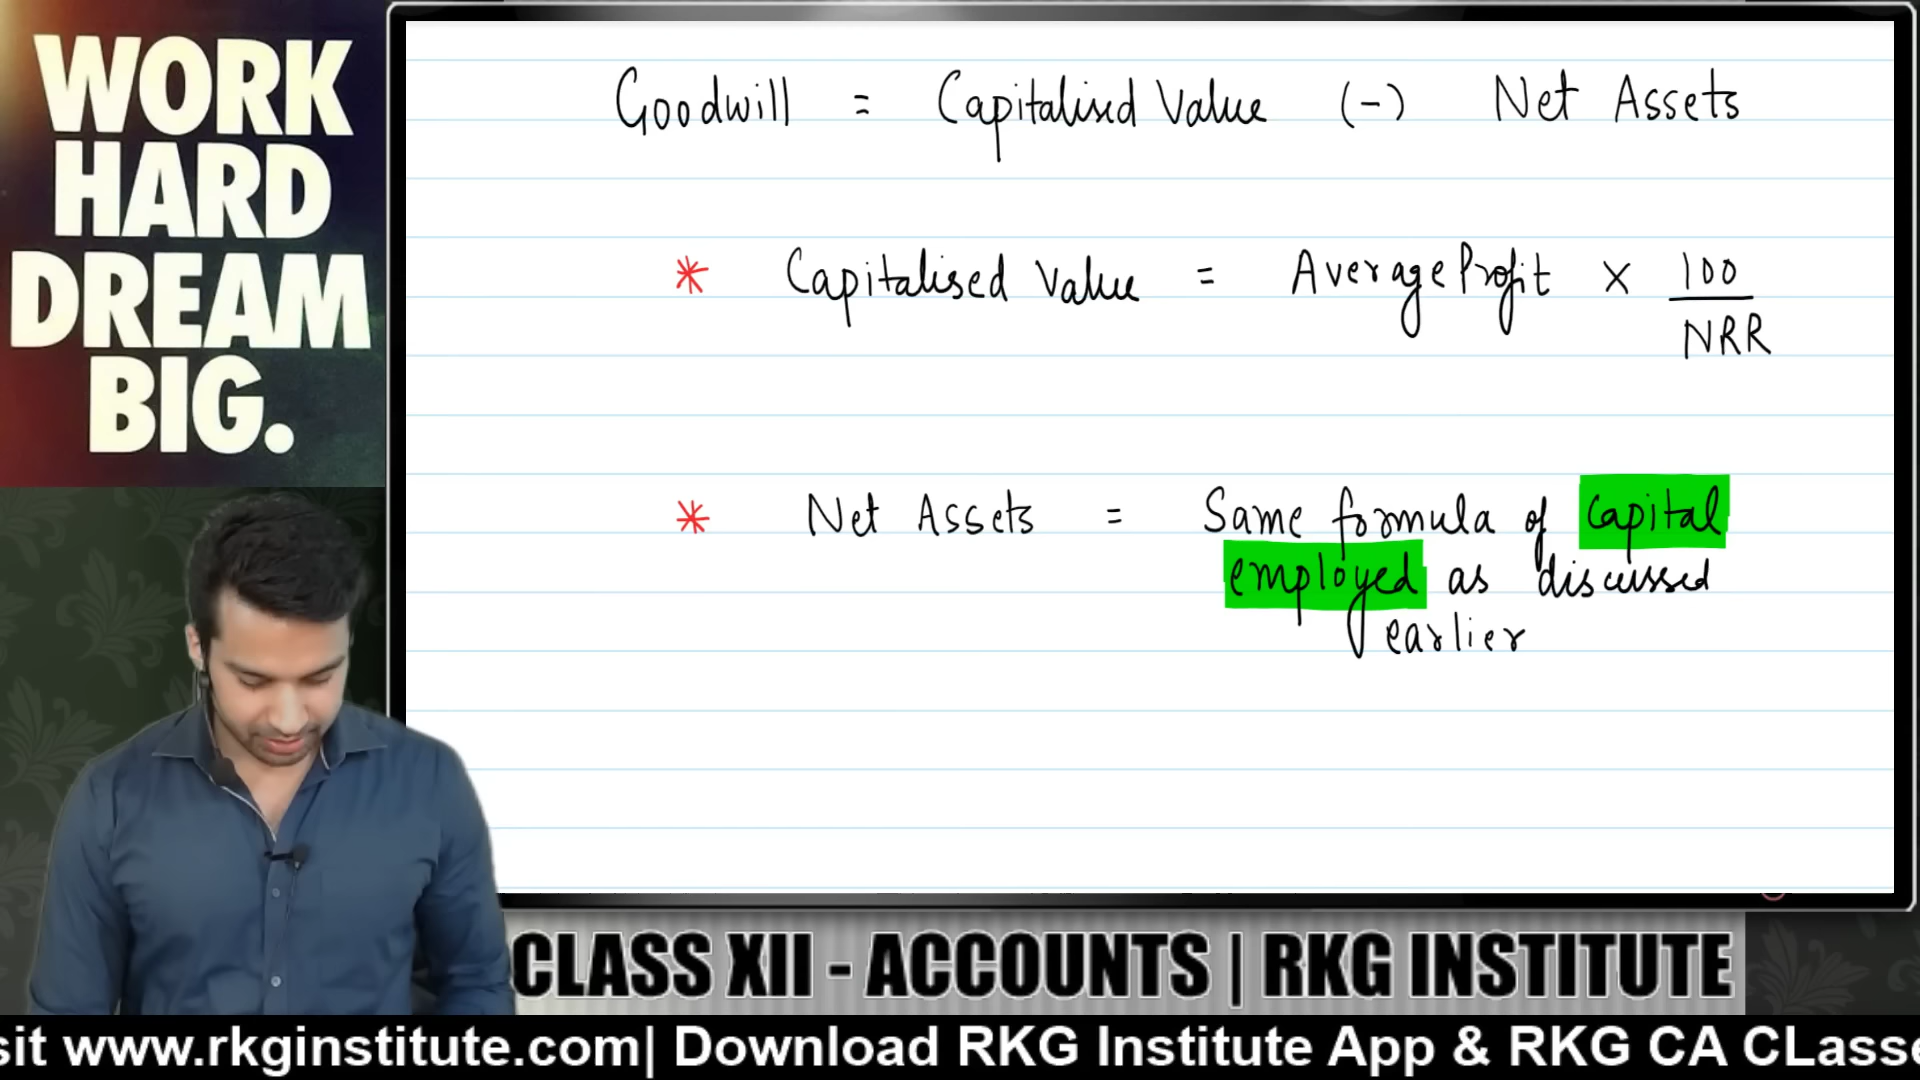 WORK
HARD
DREAM
BIG.
Goodwill = Capitalised Value (-) Net Assets
* Capitalised Value = Average Profit × 100
NRR
* Net Assets = Same formula of capital
employed as discussed
earlier
CLASS XII - ACCOUNTS | RKG INSTITUTE
sit www.rkginstitute.com| Download RKG Institute App & RKG CA CLasse